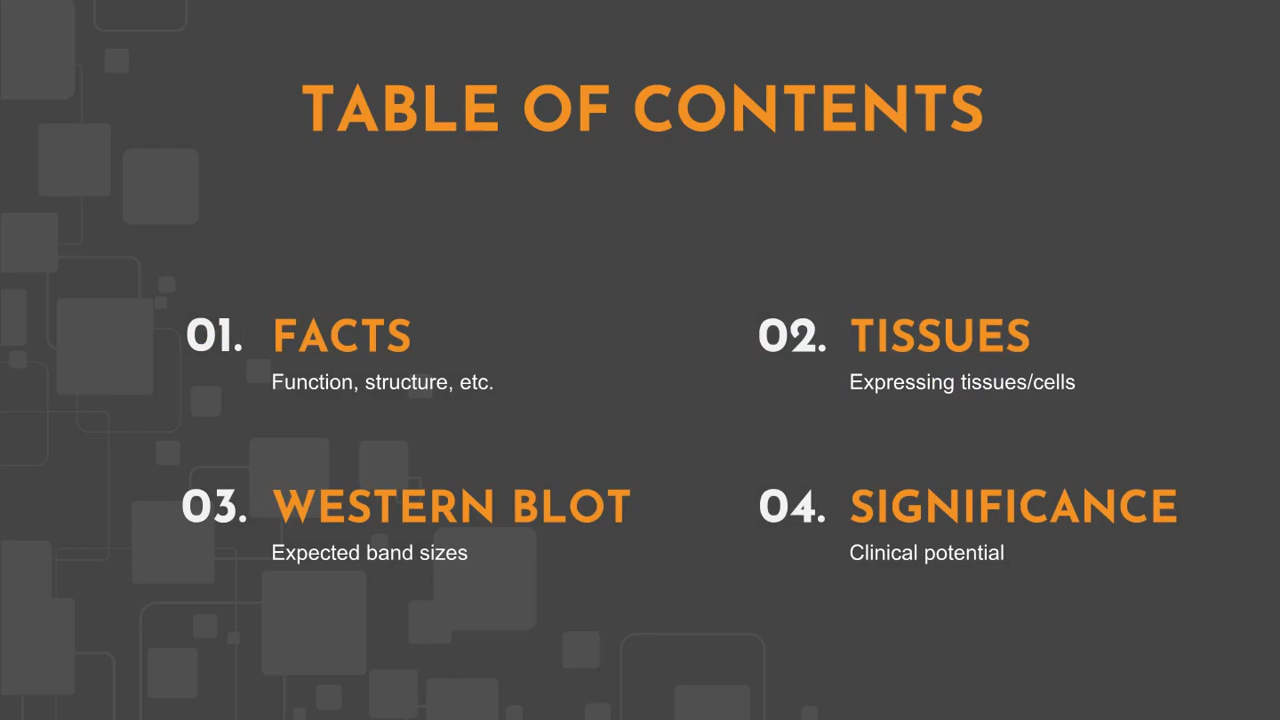 TABLE OF CONTENTS
01. FACTS
Function, structure, etc.
02. TISSUES
Expressing tissues/cells
03. WESTERN BLOT
Expected band sizes
04. SIGNIFICANCE
Clinical potential